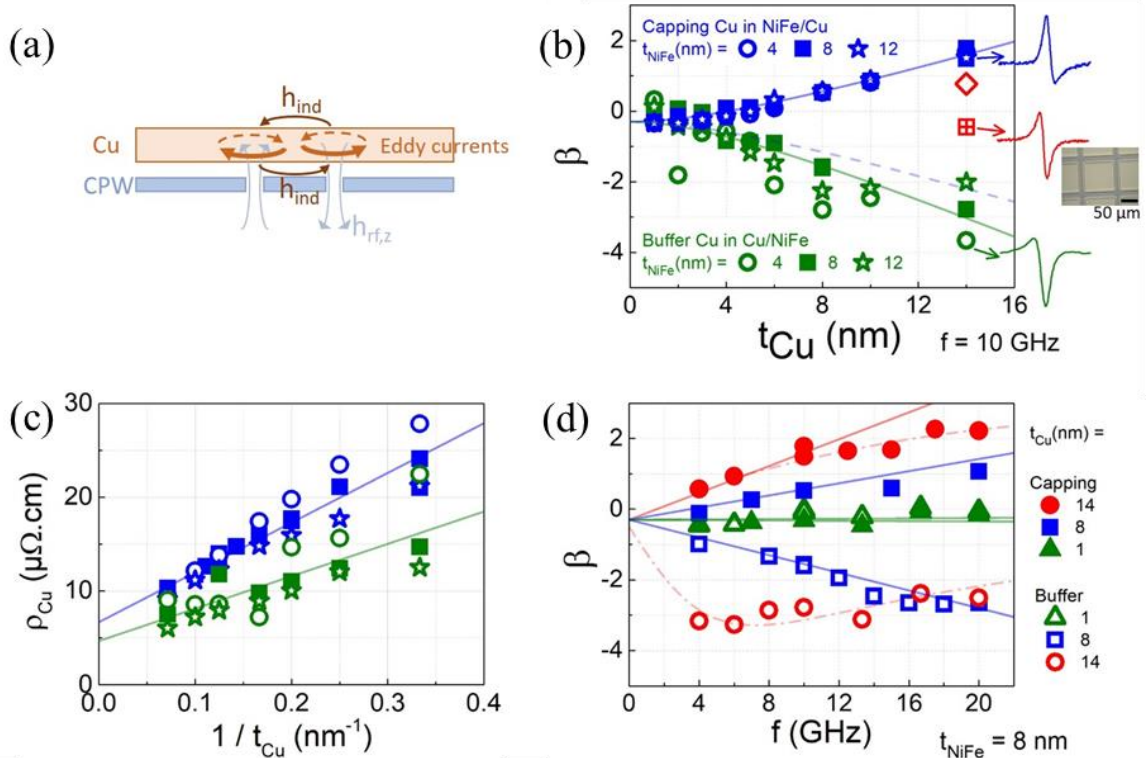 (a)
h_ind
Cu
Eddy currents
CPW
h_ind
h_rf,z
(b)
Capping Cu in NiFe/Cu
t_NiFe(nm) = 4 8 12
Buffer Cu in Cu/NiFe
t_NiFe(nm) = 4 8 12
β
2
0
-2
-4
0 2 4 6 8 10 12 14 16
t_Cu (nm)
f = 10 GHz
50 μm
(c)
ρ_Cu (μΩ.cm)
30
20
10
0
0.0 0.1 0.2 0.3 0.4
1 / t_Cu (nm⁻¹)
(d)
β
2
0
-2
-4
0 4 8 12 16 20
f (GHz)
t_NiFe = 8 nm
t_Cu(nm) =
Capping
14
8
1
Buffer
1
8
14